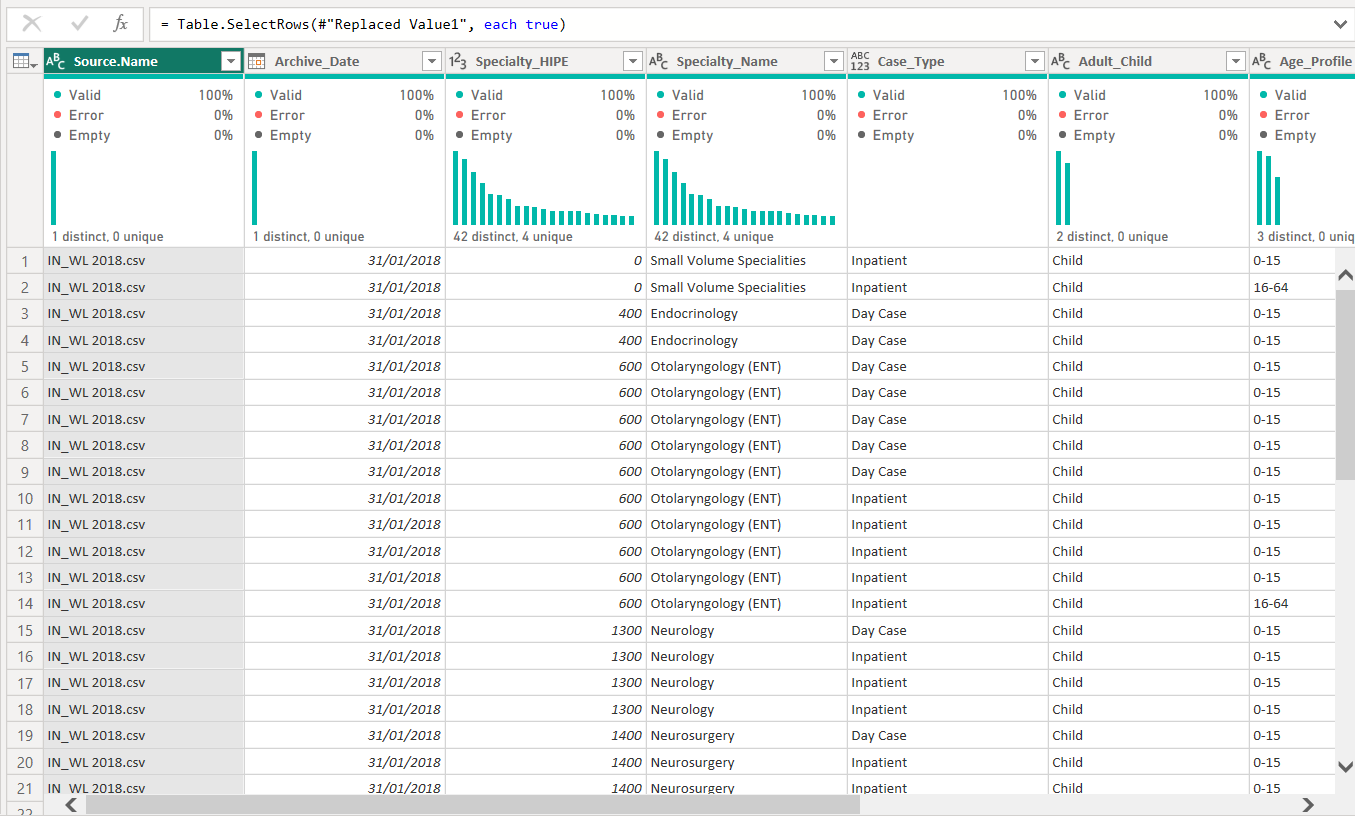 fx = Table.SelectRows(#"Replaced Value1", each true)
ABC Source.Name Archive_Date 123 Specialty_HIPE ABC Specialty_Name ABC 123 Case_Type ABC Adult_Child ABC Age_Profile
Valid 100% Valid 100% Valid 100% Valid 100% Valid 100% Valid 100% Valid
Error 0% Error 0% Error 0% Error 0% Error 0% Error 0% Error
Empty 0% Empty 0% Empty 0% Empty 0% Empty 0% Empty 0% Empty
1 distinct, 0 unique 1 distinct, 0 unique 42 distinct, 4 unique 42 distinct, 4 unique 2 distinct, 0 unique 3 distinct, 0 uniq
1 IN_WL 2018.csv 31/01/2018 0 Small Volume Specialities Inpatient Child 0-15
2 IN_WL 2018.csv 31/01/2018 0 Small Volume Specialities Inpatient Child 16-64
3 IN_WL 2018.csv 31/01/2018 400 Endocrinology Day Case Child 0-15
4 IN_WL 2018.csv 31/01/2018 400 Endocrinology Day Case Child 0-15
5 IN_WL 2018.csv 31/01/2018 600 Otolaryngology (ENT) Day Case Child 0-15
6 IN_WL 2018.csv 31/01/2018 600 Otolaryngology (ENT) Day Case Child 0-15
7 IN_WL 2018.csv 31/01/2018 600 Otolaryngology (ENT) Day Case Child 0-15
8 IN_WL 2018.csv 31/01/2018 600 Otolaryngology (ENT) Day Case Child 0-15
9 IN_WL 2018.csv 31/01/2018 600 Otolaryngology (ENT) Day Case Child 0-15
10 IN_WL 2018.csv 31/01/2018 600 Otolaryngology (ENT) Inpatient Child 0-15
11 IN_WL 2018.csv 31/01/2018 600 Otolaryngology (ENT) Inpatient Child 0-15
12 IN_WL 2018.csv 31/01/2018 600 Otolaryngology (ENT) Inpatient Child 0-15
13 IN_WL 2018.csv 31/01/2018 600 Otolaryngology (ENT) Inpatient Child 0-15
14 IN_WL 2018.csv 31/01/2018 600 Otolaryngology (ENT) Inpatient Child 16-64
15 IN_WL 2018.csv 31/01/2018 1300 Neurology Day Case Child 0-15
16 IN_WL 2018.csv 31/01/2018 1300 Neurology Inpatient Child 0-15
17 IN_WL 2018.csv 31/01/2018 1300 Neurology Inpatient Child 0-15
18 IN_WL 2018.csv 31/01/2018 1300 Neurology Inpatient Child 0-15
19 IN_WL 2018.csv 31/01/2018 1400 Neurosurgery Day Case Child 0-15
20 IN_WL 2018.csv 31/01/2018 1400 Neurosurgery Inpatient Child 0-15
21 IN_WL 2018.csv 31/01/2018 1400 Neurosurgery Inpatient Child 0-15
22